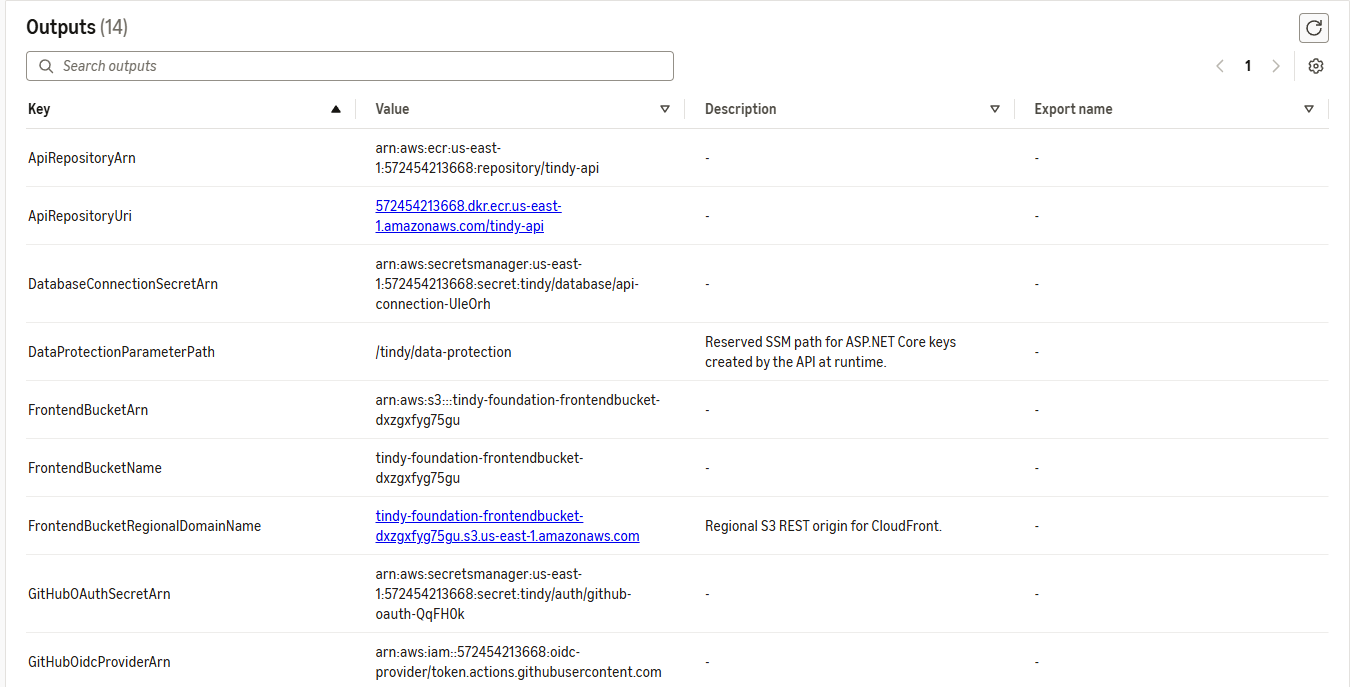 Outputs (14)
Search outputs
1
Key Value Description Export name
ApiRepositoryArn
arn:aws:ecr:us-east-
1:572454213668:repository/tindy-api
-
-
ApiRepositoryUri
572454213668.dkr.ecr.us-east-
1.amazonaws.com/tindy-api
-
-
DatabaseConnectionSecretArn
arn:aws:secretsmanager:us-east-
1:572454213668:secret:tindy/database/api-
connection-UIeOrh
-
-
DataProtectionParameterPath
/tindy/data-protection
Reserved SSM path for ASP.NET Core keys
created by the API at runtime.
-
FrontendBucketArn
arn:aws:s3:::tindy-foundation-frontendbucket-
dxzgxfyg75gu
-
-
FrontendBucketName
tindy-foundation-frontendbucket-
dxzgxfyg75gu
-
-
FrontendBucketRegionalDomainName
tindy-foundation-frontendbucket-
dxzgxfyg75gu.s3.us-east-1.amazonaws.com
Regional S3 REST origin for CloudFront.
-
GitHubOAuthSecretArn
arn:aws:secretsmanager:us-east-
1:572454213668:secret:tindy/auth/github-
oauth-QqFH0k
-
-
GitHubOidcProviderArn
arn:aws:iam::572454213668:oidc-
provider/token.actions.githubusercontent.com
-
-